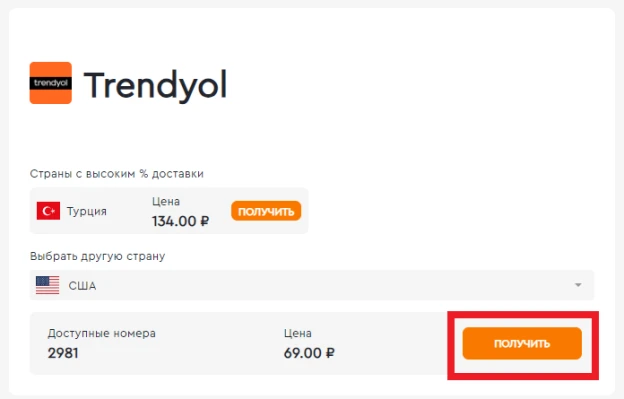 trendyol
Trendyol
Страны с высоким % доставки
Турция
Цена
134.00 ₽
ПОЛУЧИТЬ
Выбрать другую страну
США
Доступные номера
2981
Цена
69.00 ₽
ПОЛУЧИТЬ